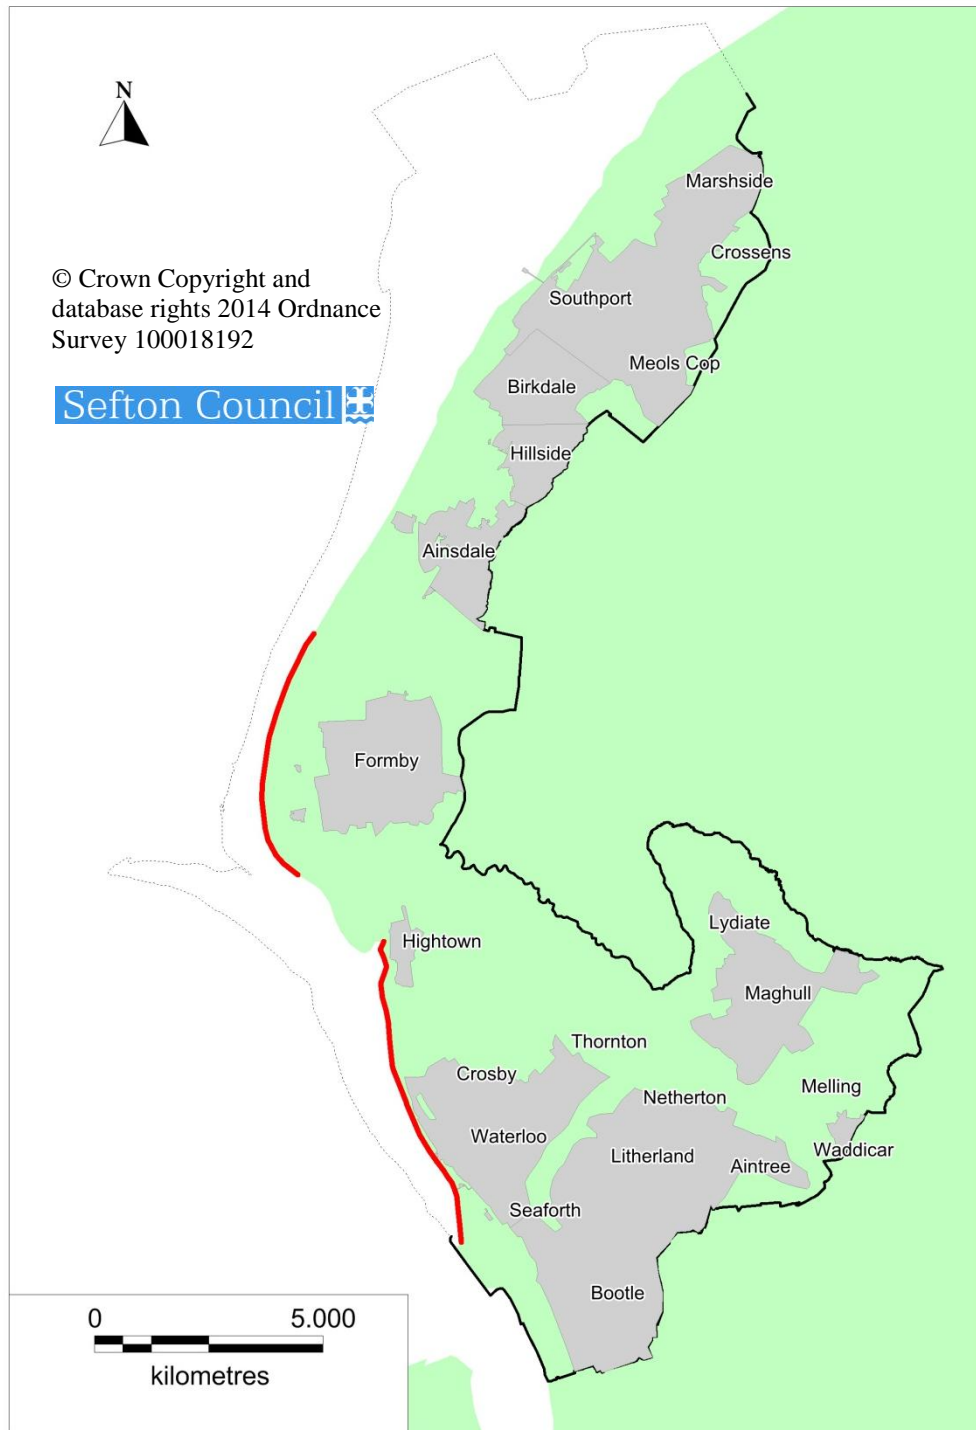 N
Marshside
Crossens
© Crown Copyright and
database rights 2014 Ordnance
Survey 100018192
Southport
Meols Cop
Birkdale
Sefton Council
Hillside
Ainsdale
Formby
Lydiate
Hightown
Maghull
Thornton
Crosby
Melling
Netherton
Waterloo
Litherland
Waddicar
Aintree
Seaforth
Bootle
0 5.000
kilometres